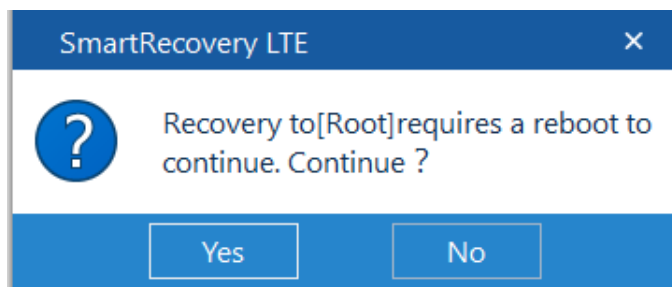 SmartRecovery LTE
Recovery to[Root]requires a reboot to
continue. Continue？
Yes
No